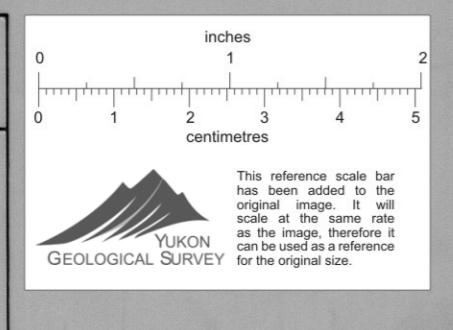 inches
0 1 2
0 1 2 3 4 5
centimetres
YUKON
GEOLOGICAL SURVEY
This reference scale bar
has been added to the
original image. It will
scale at the same rate
as the image, therefore it
can be used as a reference
for the original size.